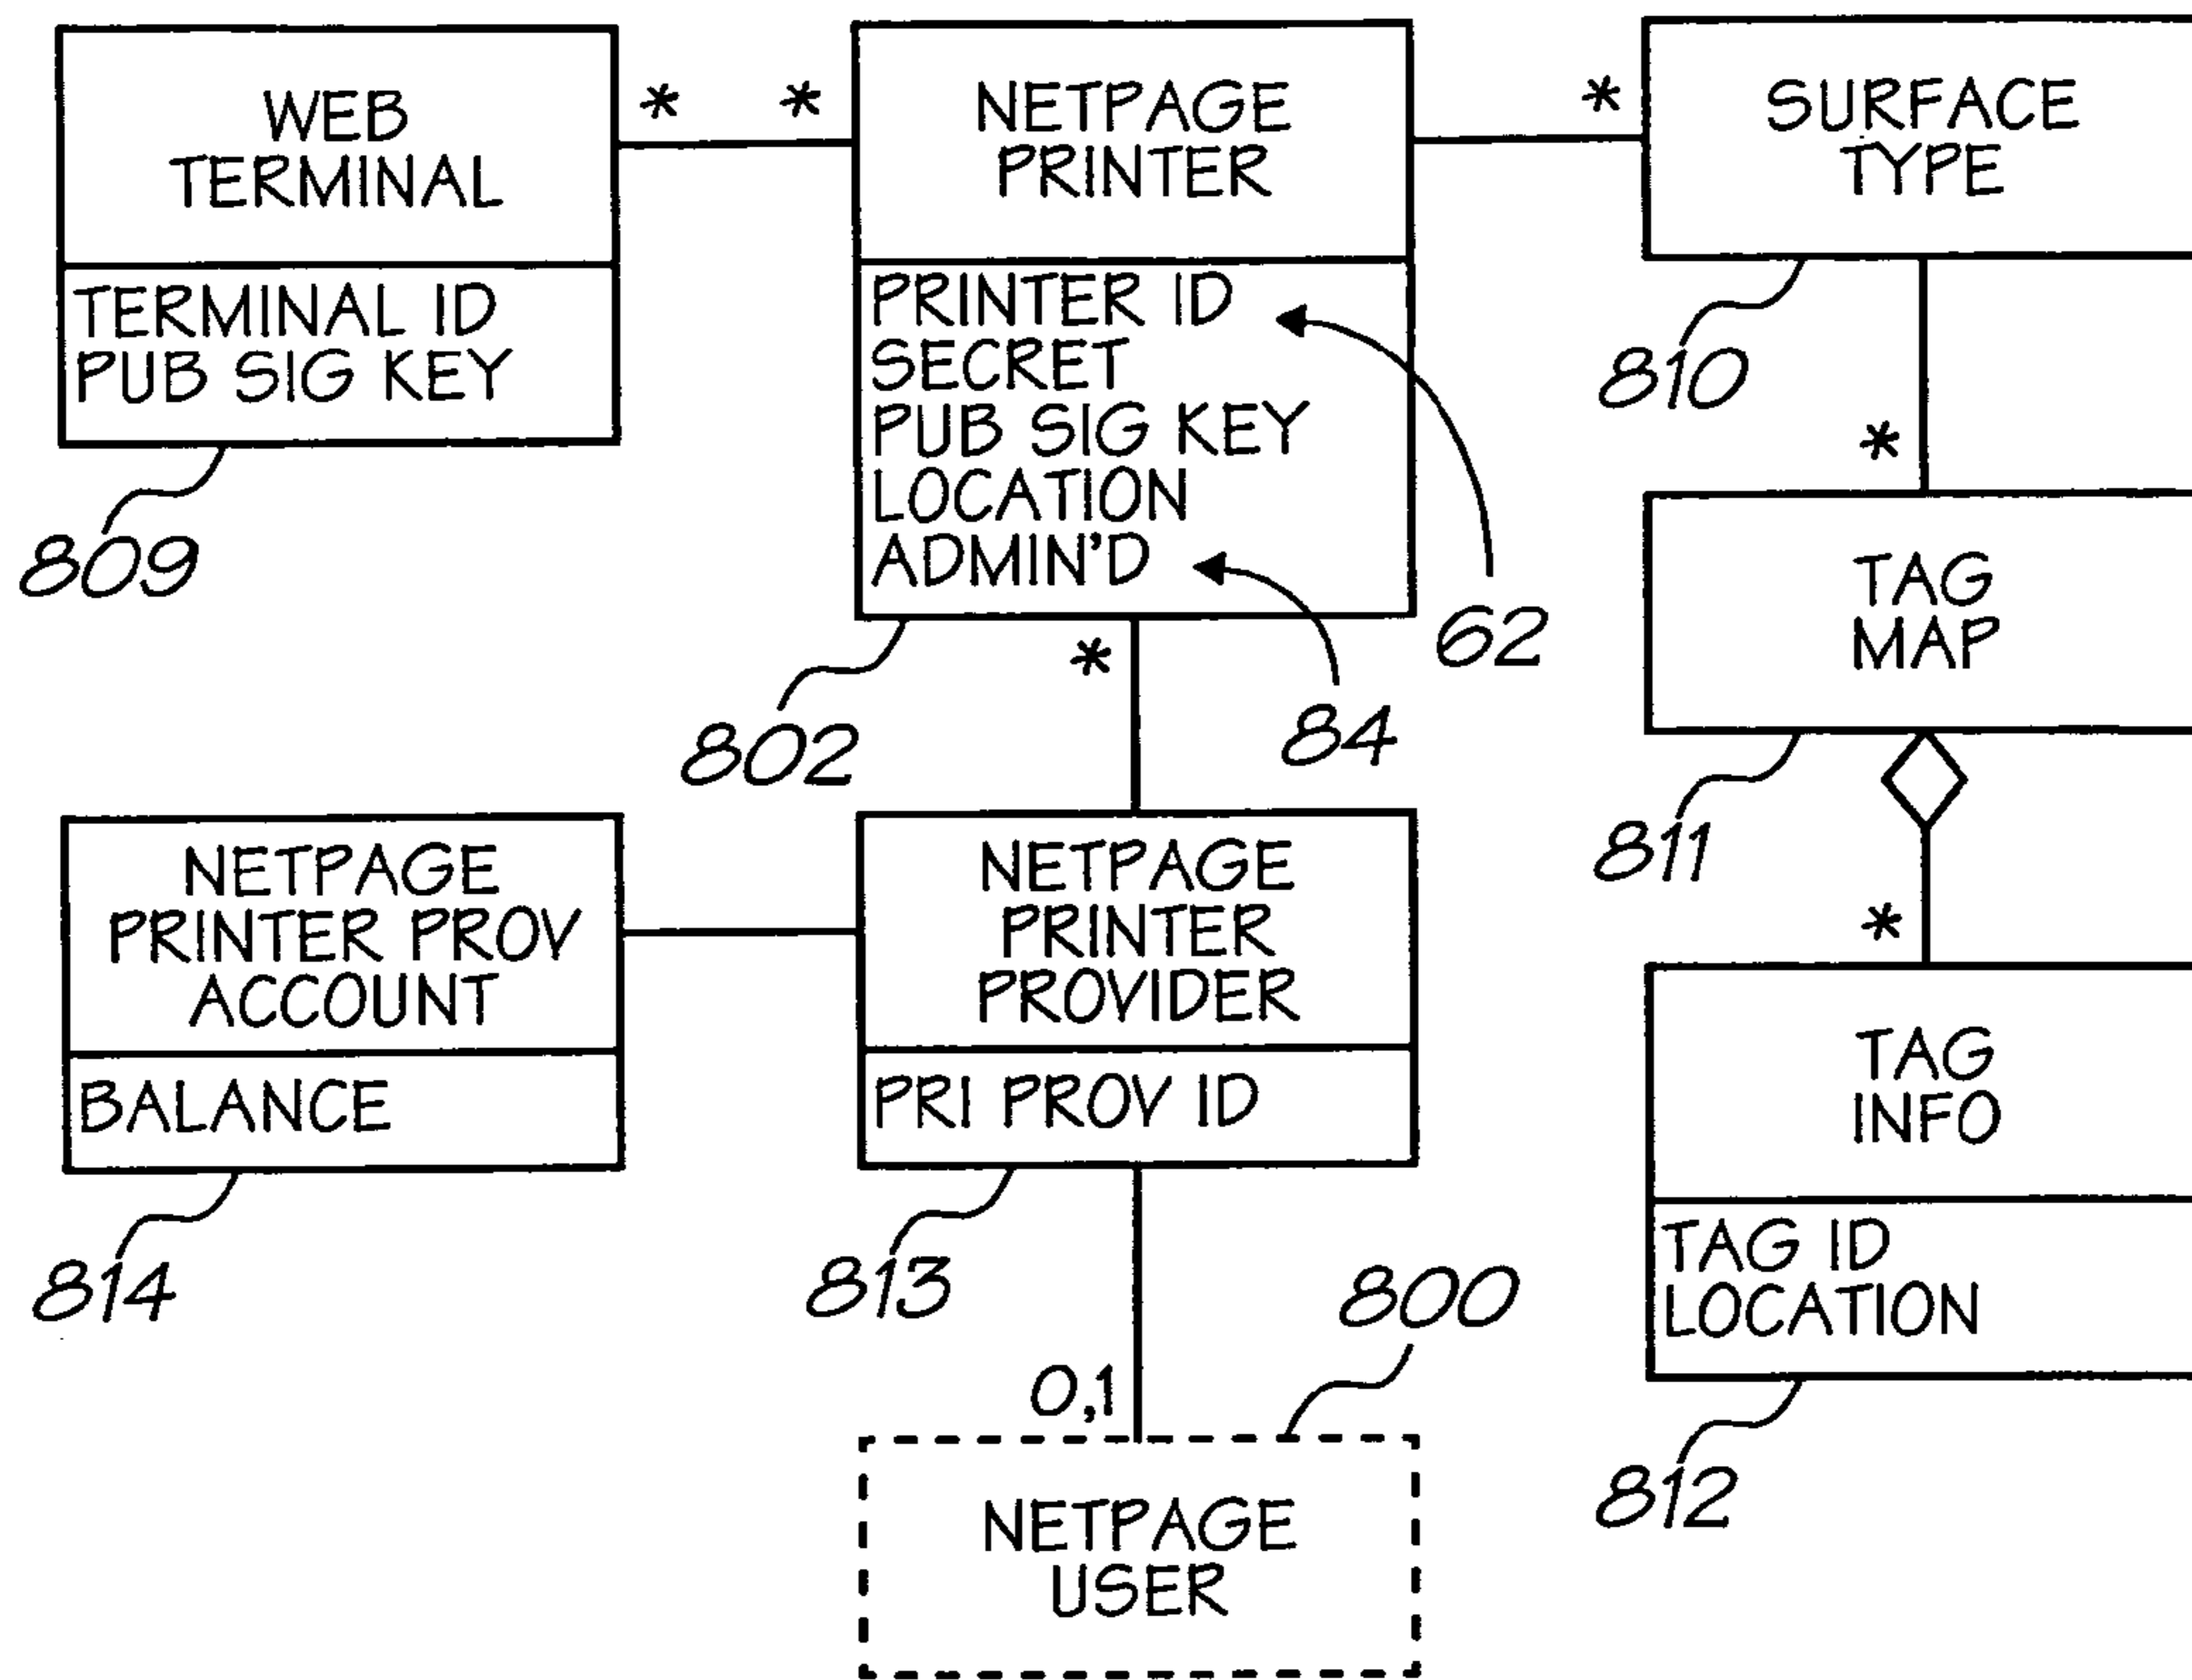 WEB
TERMINAL
* *
TERMINAL ID
PUB SIG KEY
809
NETPAGE
PRINTER
PRINTER ID
SECRET
PUB SIG KEY
LOCATION
ADMIN'D
62
84
802
*
*
SURFACE
TYPE
810
*
TAG
MAP
811
*
TAG
INFO
TAG ID
LOCATION
812
NETPAGE
PRINTER PROV
ACCOUNT
BALANCE
814
NETPAGE
PRINTER
PROVIDER
PRI PROV ID
813
800
0,1
NETPAGE
USER